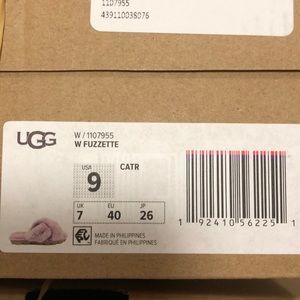 1107955
439110038076
UGG
W / 1107955
W FUZZETTE
USA
9
CATR
UK EU JP
7 40 26
MADE IN PHILIPPINES
FABRIQUÉ EN PHILIPPINES
1 92410 56225 1